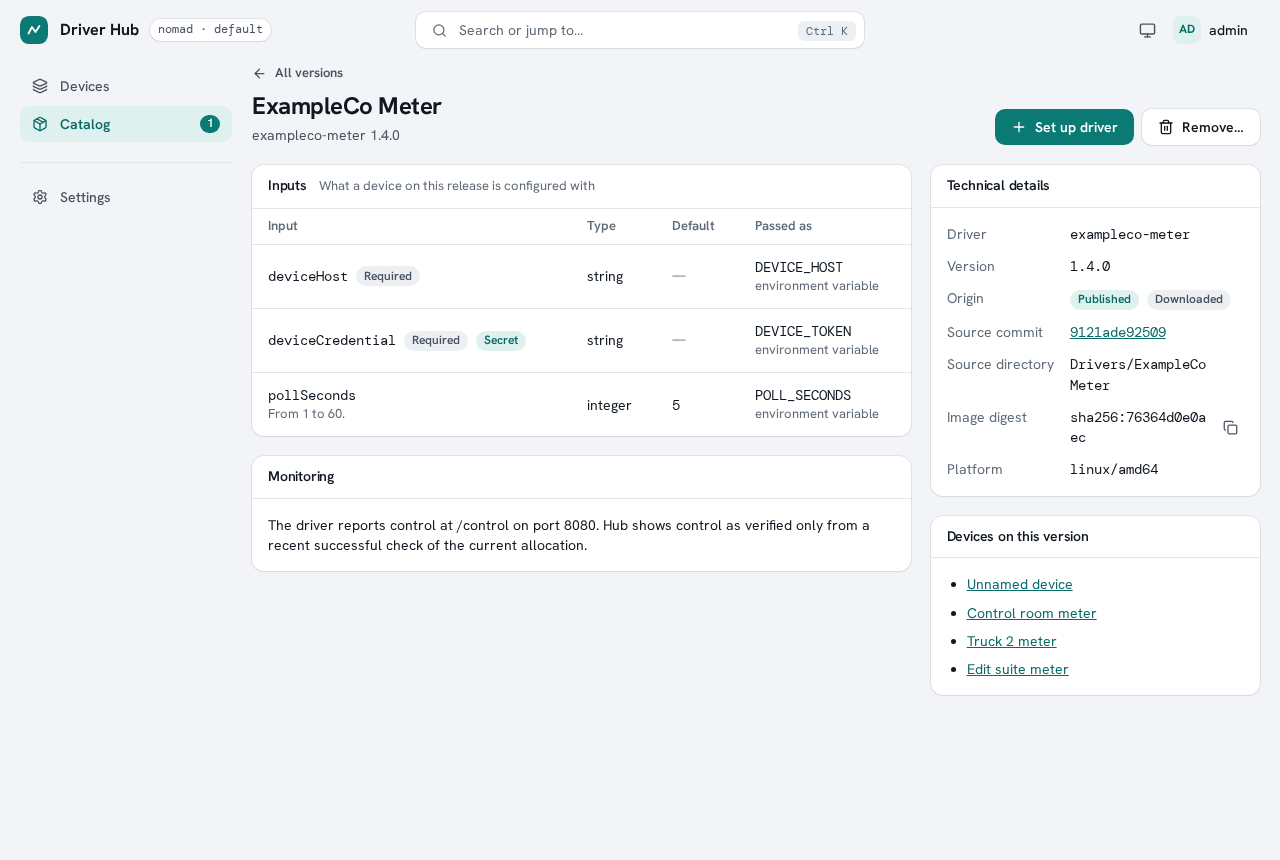 Driver Hub
nomad · default
Search or jump to...
Ctrl K
AD
admin
Devices
Catalog
1
Settings
All versions
ExampleCo Meter
exampleco-meter 1.4.0
Set up driver
Remove...
Inputs What a device on this release is configured with
Input Type Default Passed as
deviceHost Required string — DEVICE_HOST
environment variable
deviceCredential Required Secret string — DEVICE_TOKEN
environment variable
pollSeconds integer 5 POLL_SECONDS
From 1 to 60. environment variable
Monitoring
The driver reports control at /control on port 8080. Hub shows control as verified only from a
recent successful check of the current allocation.
Technical details
Driver exampleco-meter
Version 1.4.0
Origin Published Downloaded
Source commit 9121ade92509
Source directory Drivers/ExampleCo
Meter
Image digest sha256:76364d0e0a
ec
Platform linux/amd64
Devices on this version
Unnamed device
Control room meter
Truck 2 meter
Edit suite meter